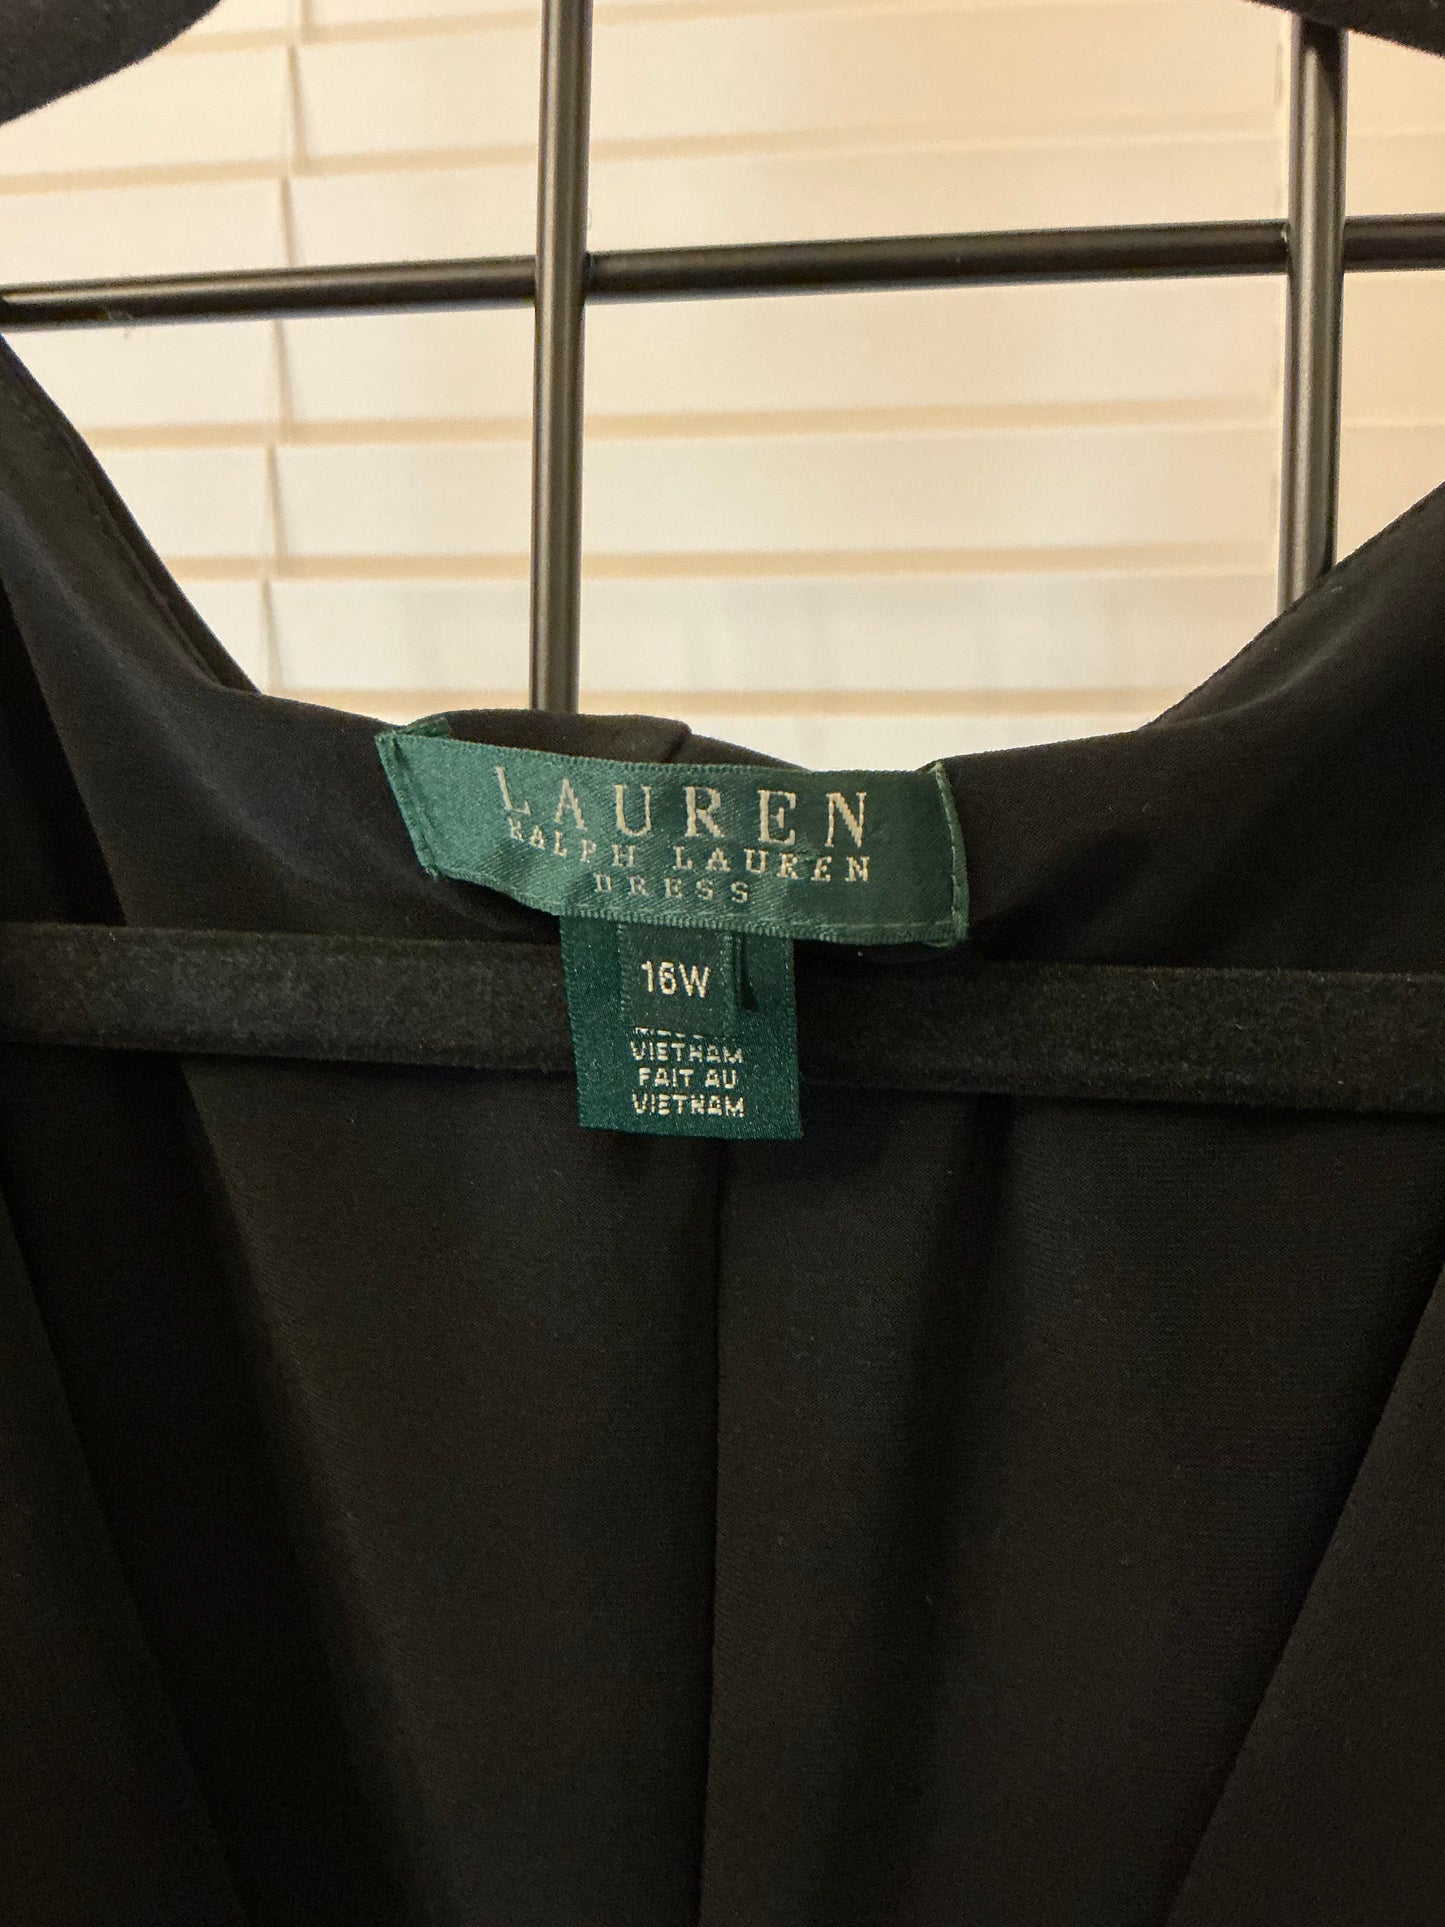 LAUREN
RALPH LAUREN
DRESS
16W
VIETNAM
FAIT AU
VIETNAM